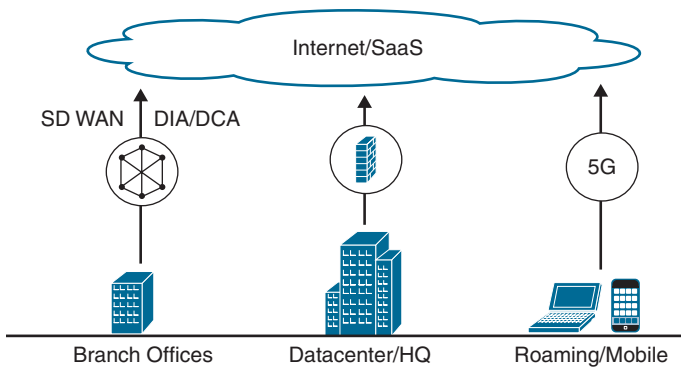 Internet/SaaS
SD WAN DIA/DCA
5G
Branch Offices
Datacenter/HQ
Roaming/Mobile